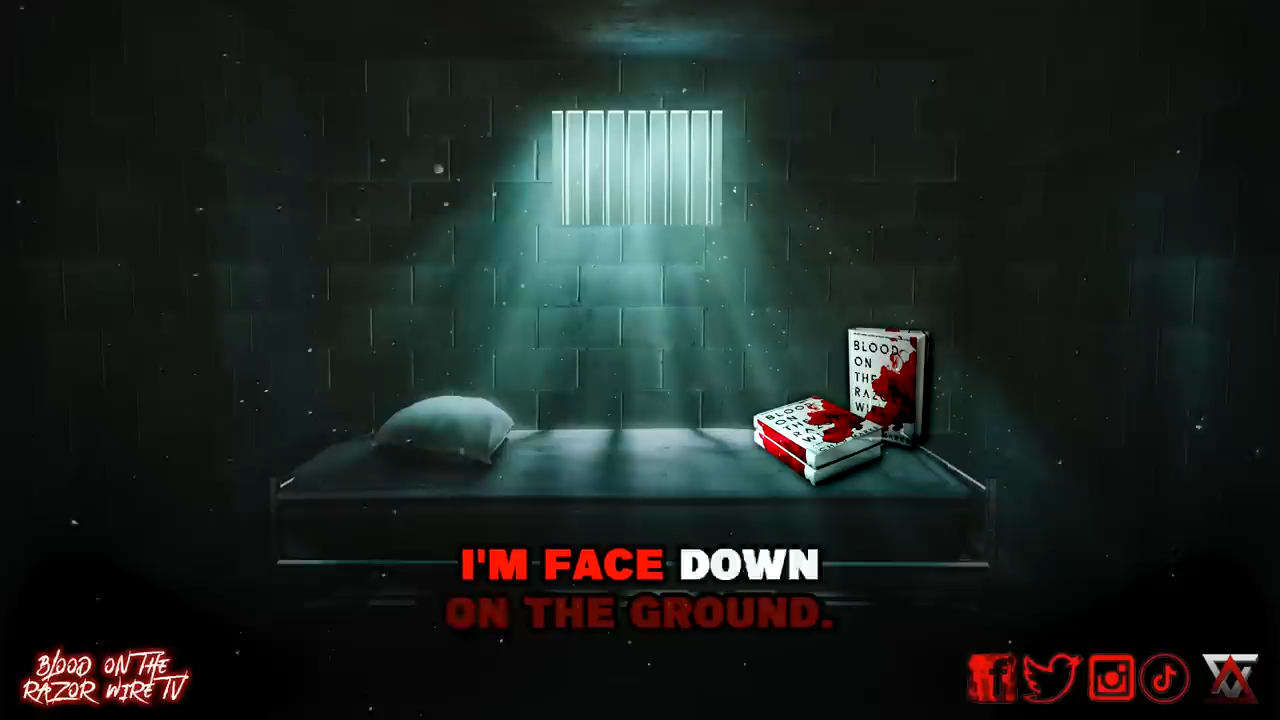 BLOOD
ON
THE
I'M FACE DOWN
ON THE GROUND.
BLOOD ON THE
RAZOR WIRE TV